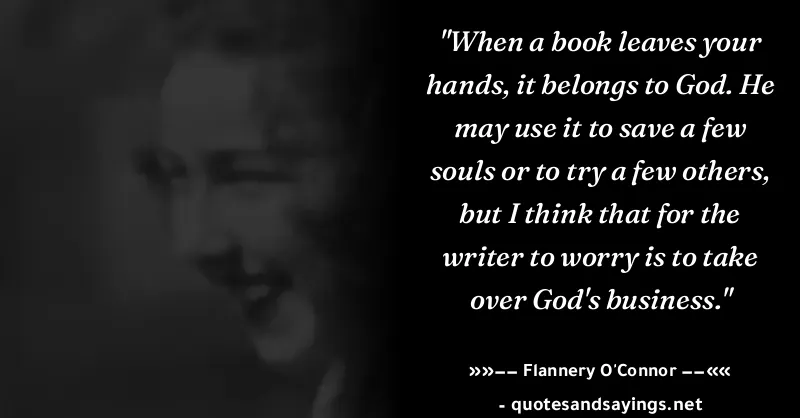 "When a book leaves your
hands, it belongs to God. He
may use it to save a few
souls or to try a few others,
but I think that for the
writer to worry is to take
over God's business."
»»–– Flannery O'Connor ––««
- quotesandsayings.net